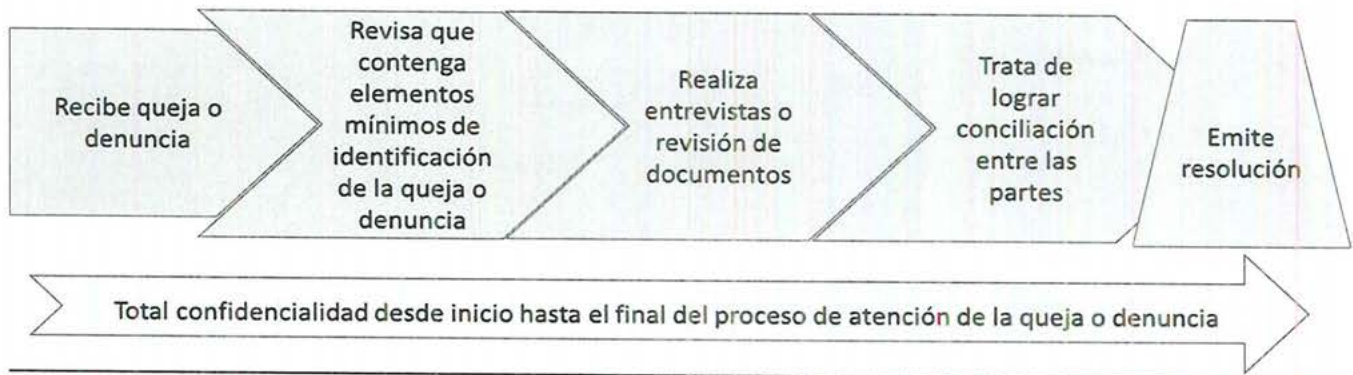 Recibe queja o
denuncia
Revisa que
contenga
elementos
mínimos de
identificación
de la queja o
denuncia
Realiza
entrevistas o
revisión de
documentos
Trata de
lograr
conciliación
entre las
partes
Emite
resolución
Total confidencialidad desde inicio hasta el final del proceso de atención de la queja o denuncia